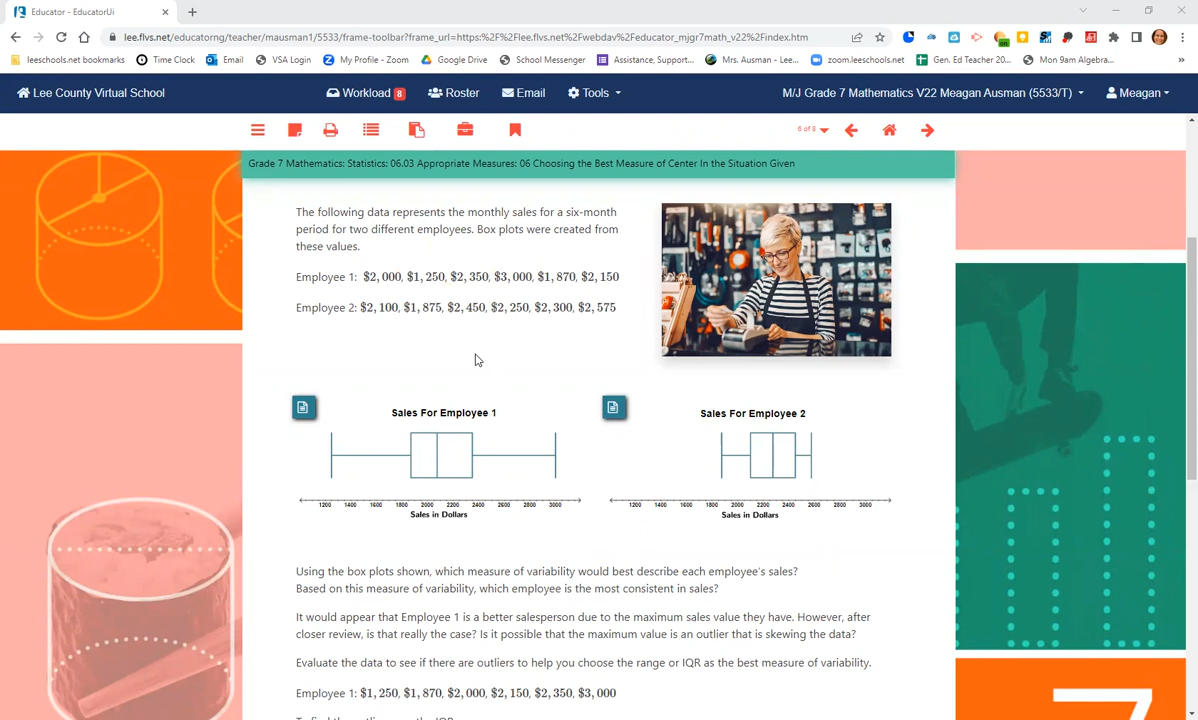 Educator - EducatorUi
lee.flvs.net/educatorng/teacher/mausman1/5533/frame-toolbar?frame_url=https:%2F%2Flee.flvs.net%2Fwebdav%2Feducator_mjgr7math_v22%2Findex.htm
leeschools.net bookmarks
Time Clock
Email
VSA Login
My Profile - Zoom
Google Drive
School Messenger
Assistance, Support...
Mrs. Ausman - Lee...
zoom.leeschools.net
Gen. Ed Teacher 20...
Mon 9am Algebra...
Lee County Virtual School
Workload 8
Roster
Email
Tools
M/J Grade 7 Mathematics V22 Meagan Ausman (5533/T)
Meagan
6 of 8
Grade 7 Mathematics: Statistics: 06.03 Appropriate Measures: 06 Choosing the Best Measure of Center In the Situation Given
The following data represents the monthly sales for a six-month
period for two different employees. Box plots were created from
these values.
Employee 1: $2,000, $1,250, $2,350, $3,000, $1,870, $2,150
Employee 2: $2,100, $1,875, $2,450, $2,250, $2,300, $2,575
Sales For Employee 1
1200 1400 1600 1800 2000 2200 2400 2600 2800 3000
Sales in Dollars
Sales For Employee 2
1200 1400 1600 1800 2000 2200 2400 2600 2800 3000
Sales in Dollars
Using the box plots shown, which measure of variability would best describe each employee's sales?
Based on this measure of variability, which employee is the most consistent in sales?
It would appear that Employee 1 is a better salesperson due to the maximum sales value they have. However, after
closer review, is that really the case? Is it possible that the maximum value is an outlier that is skewing the data?
Evaluate the data to see if there are outliers to help you choose the range or IQR as the best measure of variability.
Employee 1: $1,250, $1,870, $2,000, $2,150, $2,350, $3,000
7